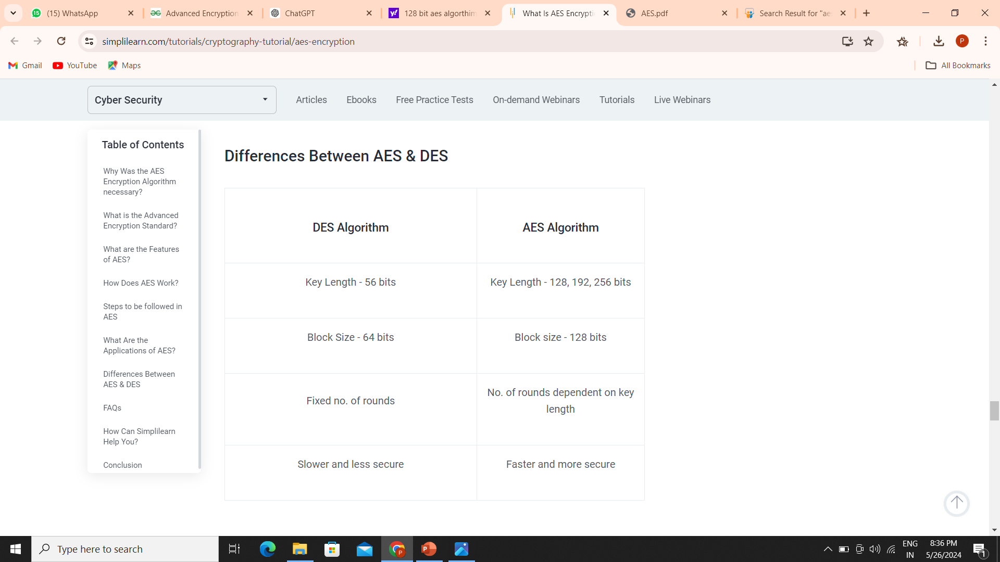 (15) WhatsApp
Advanced Encryption
ChatGPT
128 bit aes algorthim
What Is AES Encrypti
AES.pdf
Search Result for "ae
simplilearn.com/tutorials/cryptography-tutorial/aes-encryption
P
Gmail
YouTube
Maps
All Bookmarks
Cyber Security
Articles
Ebooks
Free Practice Tests
On-demand Webinars
Tutorials
Live Webinars
Table of Contents
Why Was the AES
Encryption Algorithm
necessary?
What is the Advanced
Encryption Standard?
What are the Features
of AES?
How Does AES Work?
Steps to be followed in
AES
What Are the
Applications of AES?
Differences Between
AES & DES
FAQs
How Can Simplilearn
Help You?
Conclusion
Differences Between AES & DES
DES Algorithm
AES Algorithm
Key Length - 56 bits
Key Length - 128, 192, 256 bits
Block Size - 64 bits
Block size - 128 bits
Fixed no. of rounds
No. of rounds dependent on key
length
Slower and less secure
Faster and more secure
Type here to search
ENG
IN
8:36 PM
5/26/2024
1